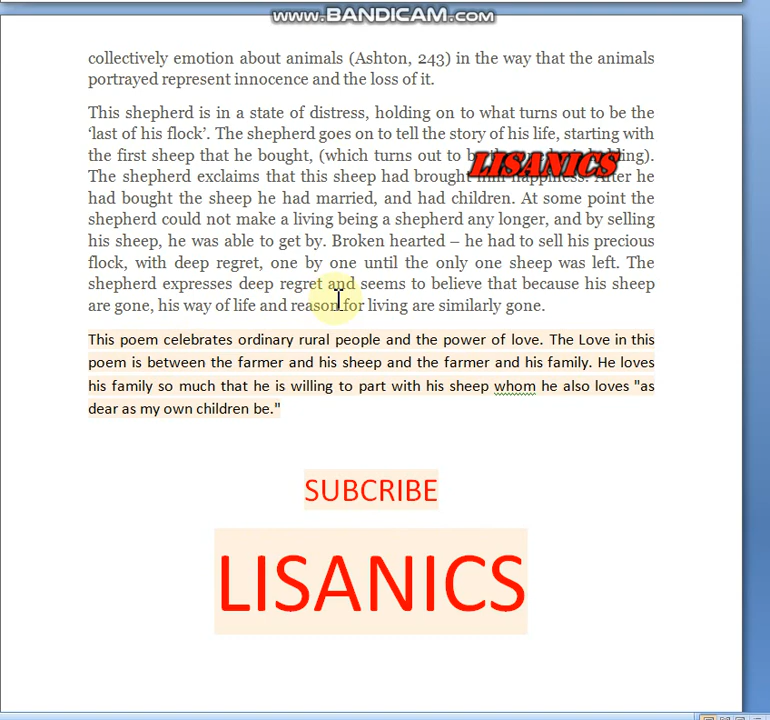 www.BANDICAM.com
collectively emotion about animals (Ashton, 243) in the way that the animals
portrayed represent innocence and the loss of it.
This shepherd is in a state of distress, holding on to what turns out to be the
‘last of his flock’. The shepherd goes on to tell the story of his life, starting with
the first sheep that he bought, (which turns out to
LISANICS
The shepherd exclaims that this sheep had brought him happiness. After he
had bought the sheep he had married, and had children. At some point the
shepherd could not make a living being a shepherd any longer, and by selling
his sheep, he was able to get by. Broken hearted – he had to sell his precious
flock, with deep regret, one by one until the only one sheep was left. The
shepherd expresses deep regret and seems to believe that because his sheep
are gone, his way of life and reason for living are similarly gone.
This poem celebrates ordinary rural people and the power of love. The Love in this
poem is between the farmer and his sheep and the farmer and his family. He loves
his family so much that he is willing to part with his sheep whom he also loves "as
dear as my own children be."
SUBCRIBE
LISANICS